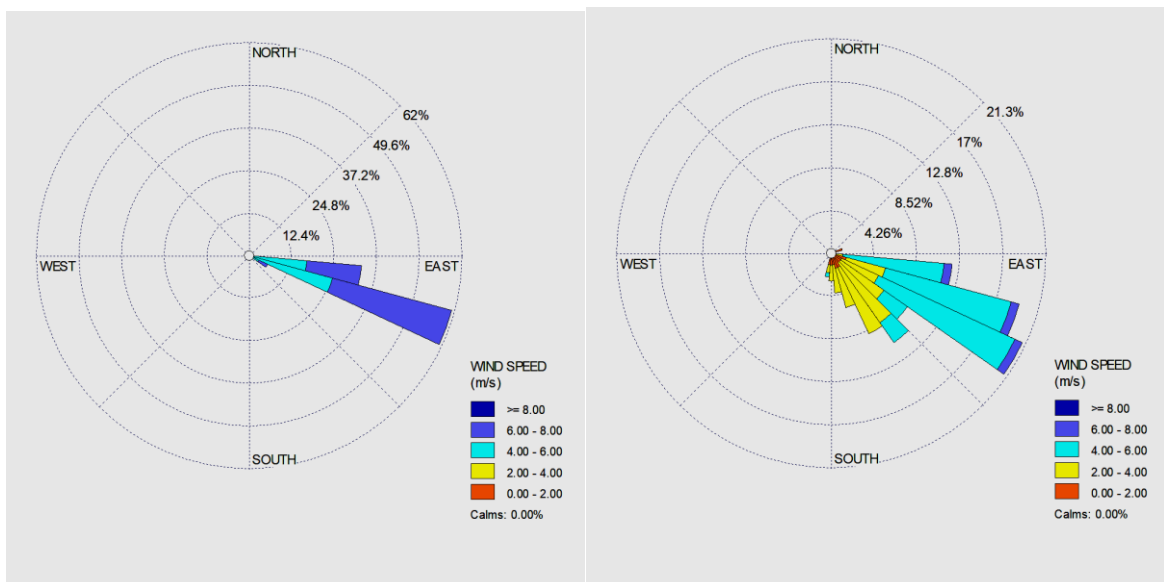 NORTH
62%
49.6%
37.2%
24.8%
12.4%
WEST
EAST
SOUTH
WIND SPEED
(m/s)
>= 8.00
6.00 - 8.00
4.00 - 6.00
2.00 - 4.00
0.00 - 2.00
Calms: 0.00%
NORTH
21.3%
17%
12.8%
8.52%
4.26%
WEST
EAST
SOUTH
WIND SPEED
(m/s)
>= 8.00
6.00 - 8.00
4.00 - 6.00
2.00 - 4.00
0.00 - 2.00
Calms: 0.00%